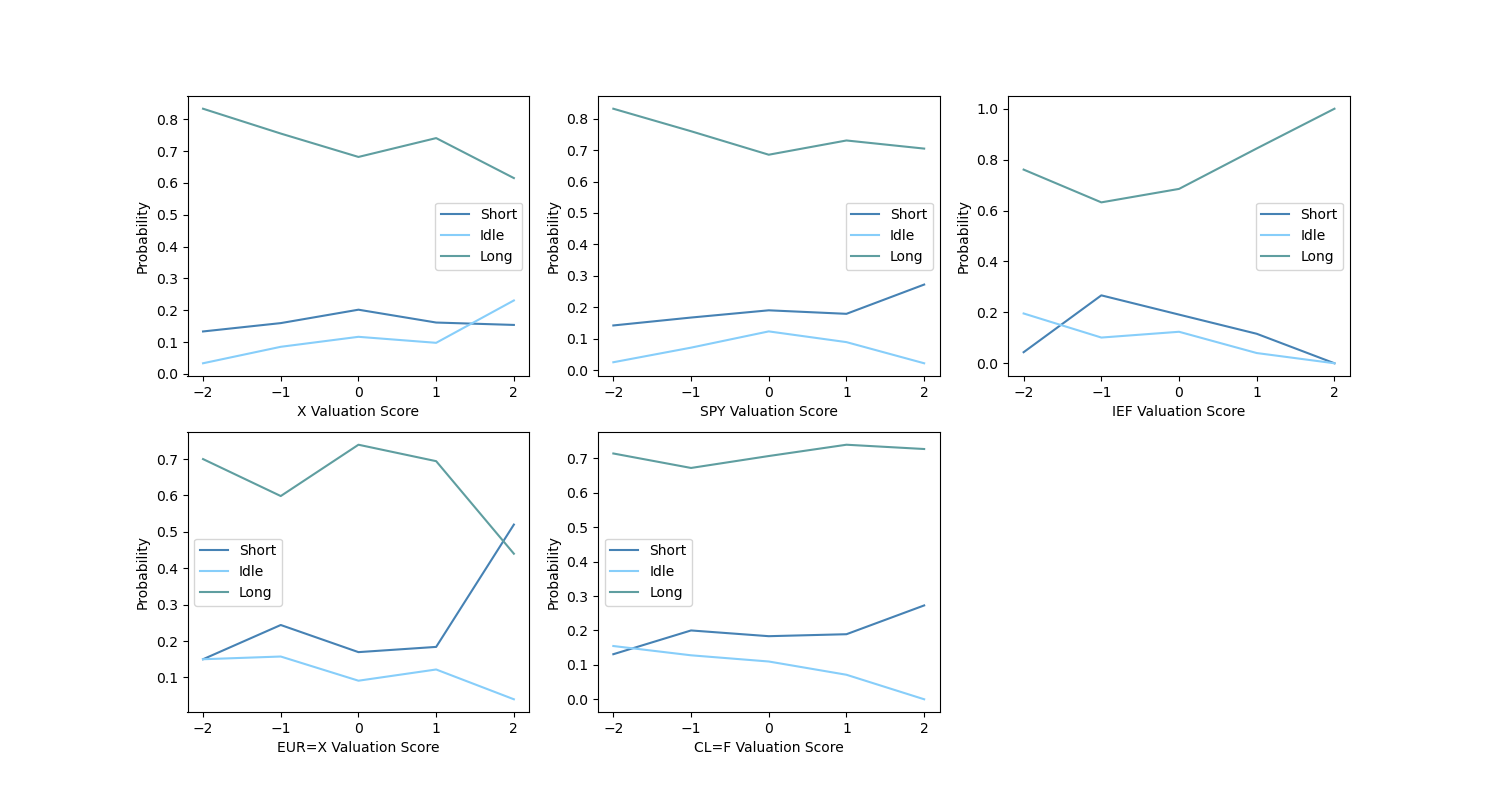 0.8
0.7
0.6
0.5
0.4
0.3
0.2
0.1
0.0
Probability
Short
Idle
Long
−2 −1 0 1 2
X Valuation Score
0.8
0.7
0.6
0.5
0.4
0.3
0.2
0.1
0.0
Probability
Short
Idle
Long
−2 −1 0 1 2
SPY Valuation Score
1.0
0.8
0.6
0.4
0.2
0.0
Probability
Short
Idle
Long
−2 −1 0 1 2
IEF Valuation Score
0.7
0.6
0.5
0.4
0.3
0.2
0.1
Probability
Short
Idle
Long
−2 −1 0 1 2
EUR=X Valuation Score
0.7
0.6
0.5
0.4
0.3
0.2
0.1
0.0
Probability
Short
Idle
Long
−2 −1 0 1 2
CL=F Valuation Score